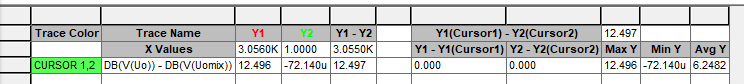 Trace Color Trace Name Y1 Y2 Y1 - Y2 Y1(Cursor1) - Y2(Cursor2) 12.497
X Values 3.0560K 1.0000 3.0550K Y1 - Y1(Cursor1) Y2 - Y2(Cursor2) Max Y Min Y Avg Y
CURSOR 1,2 DB(V(Uo)) - DB(V(Uomix)) 12.496 -72.140u 12.497 0.000 0.000 12.496 -72.140u 6.2482